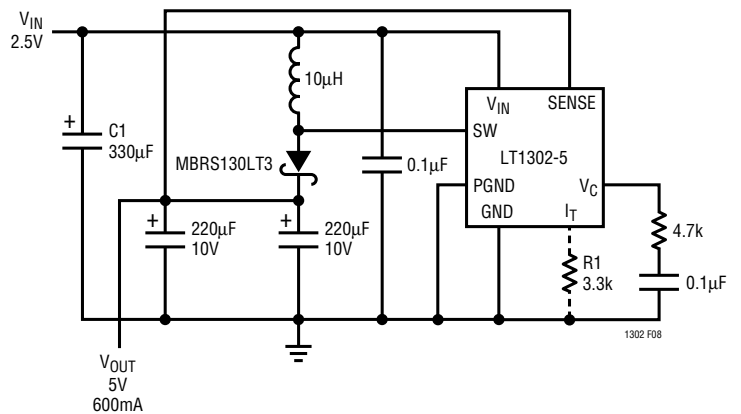 VIN
2.5V
C1
330µF
10µH
MBRS130LT3
220µF
10V
220µF
10V
0.1µF
VIN
SENSE
SW
LT1302-5
PGND
VC
GND
IT
4.7k
R1
3.3k
0.1µF
1302 F08
VOUT
5V
600mA
+
+
+